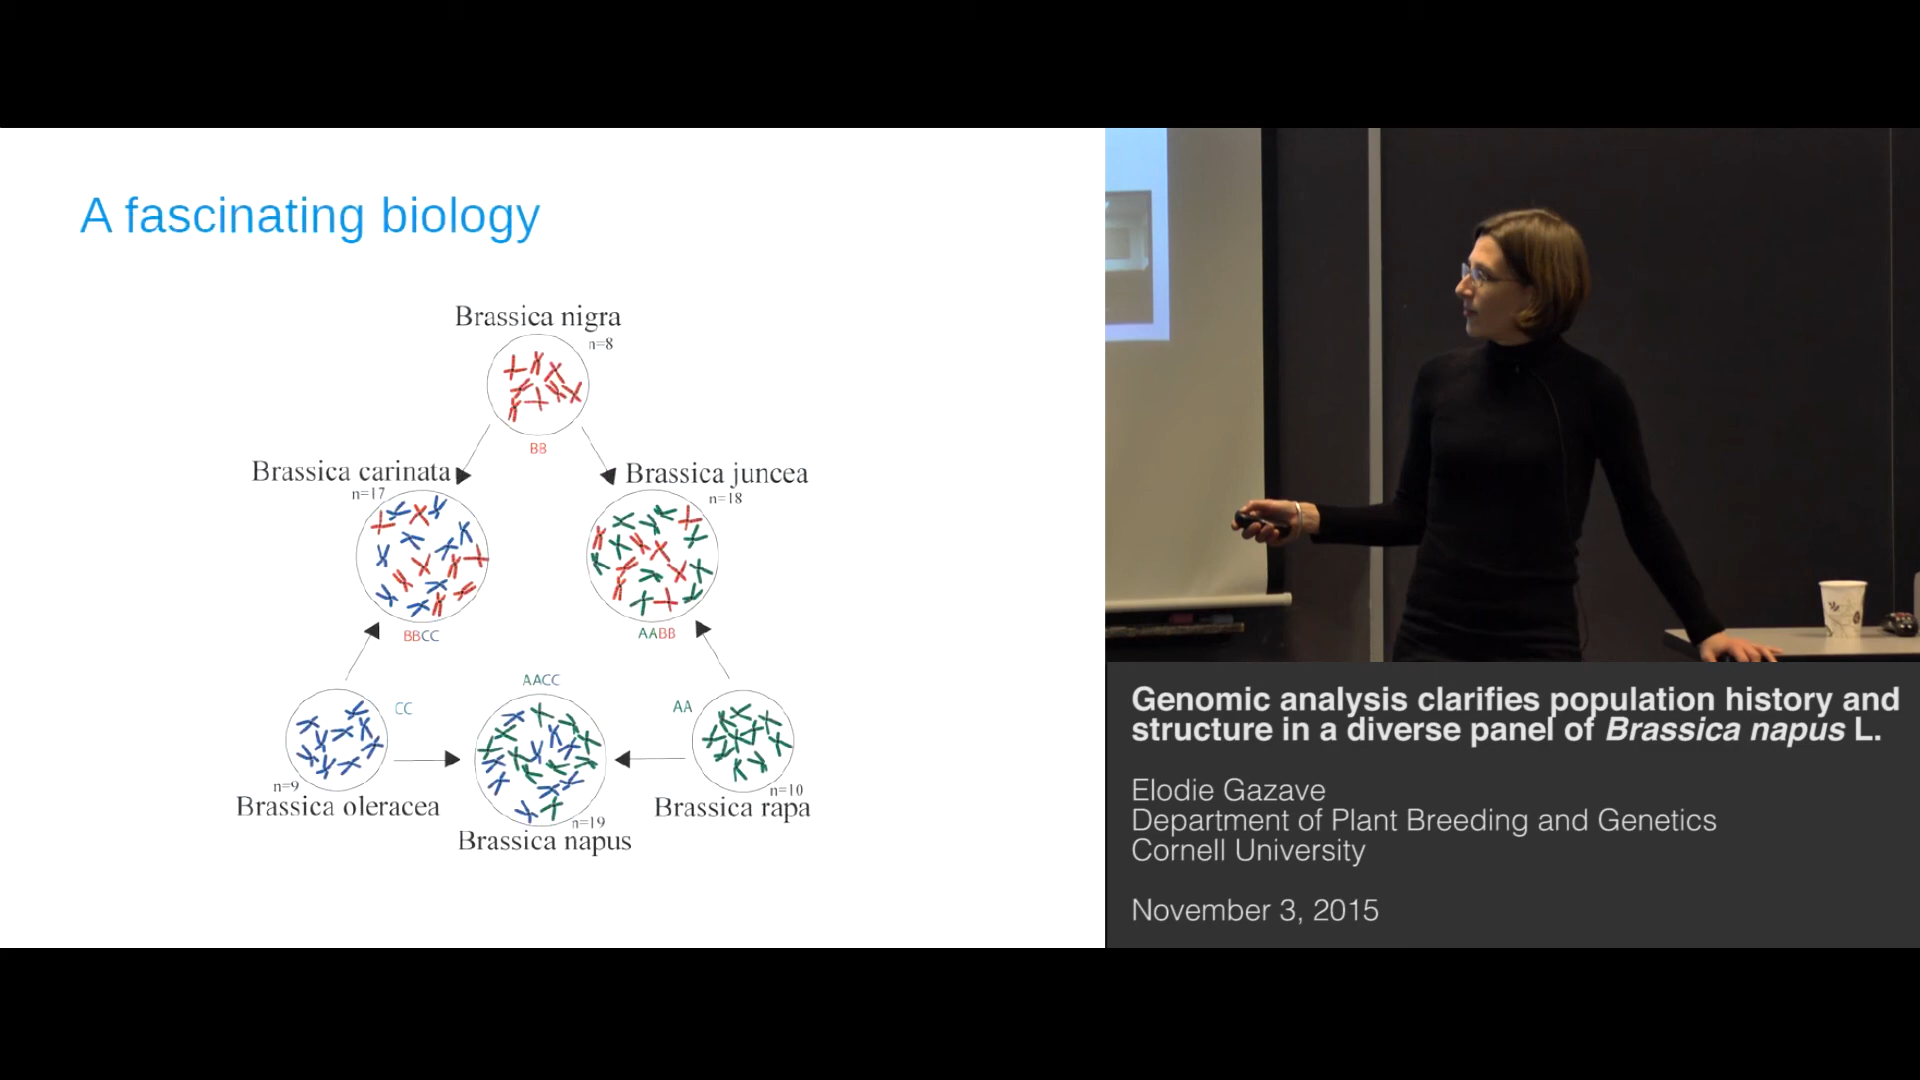 A fascinating biology
Brassica nigra
n=8
BB
Brassica carinata
n=17
Brassica juncea
n=18
BBCC
AABB
AACC
CC
AA
n=9
Brassica oleracea
n=19
Brassica napus
n=10
Brassica rapa
Genomic analysis clarifies population history and
structure in a diverse panel of Brassica napus L.
Elodie Gazave
Department of Plant Breeding and Genetics
Cornell University
November 3, 2015